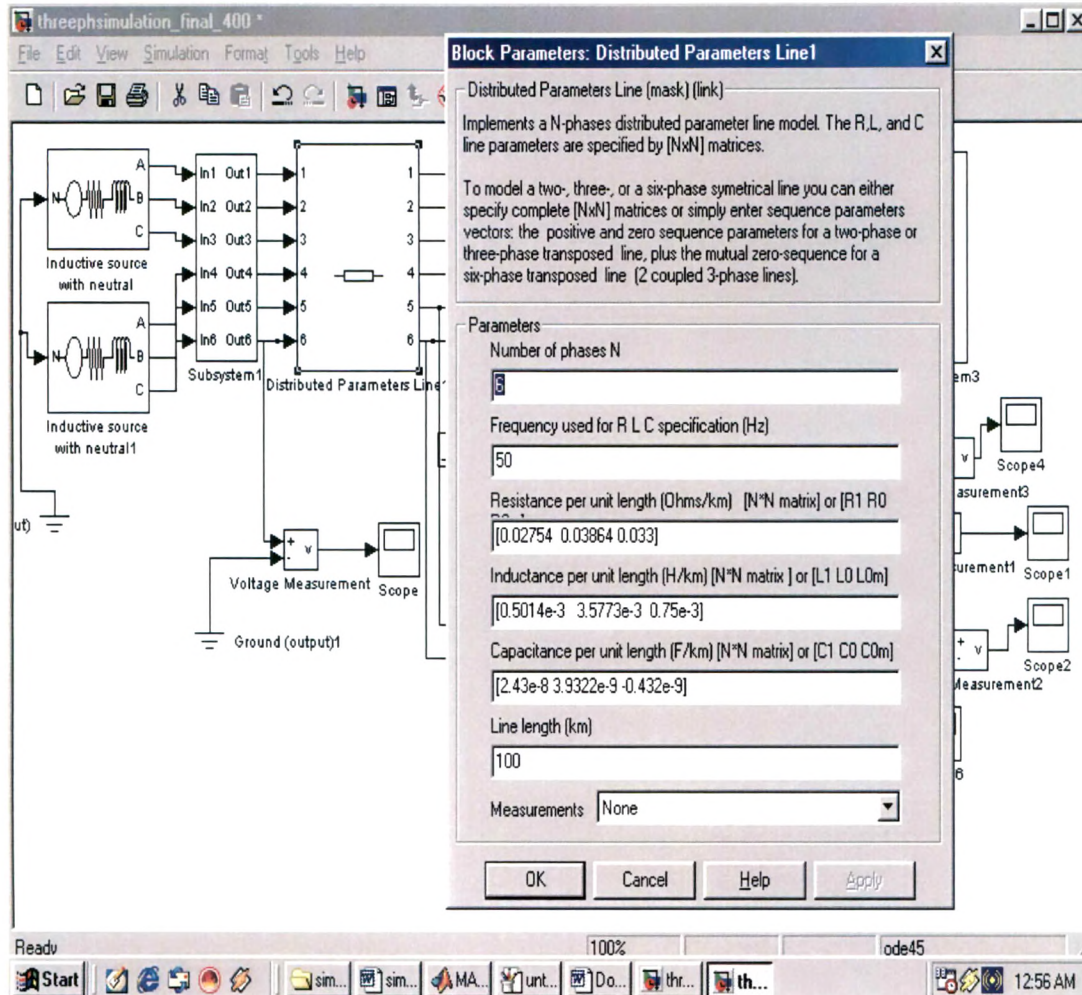 threephsimulation_final_400 *
File Edit View Simulation Format Tools Help
N A B C
Inductive source
with neutral
N A B C
Inductive source
with neutral1
In1 Out1
In2 Out2
In3 Out3
In4 Out4
In5 Out5
In6 Out6
Subsystem1
1 1
2 2
3 3
4 4
5 5
6 6
Distributed Parameters Line1
ut)
+
-
v
Voltage Measurement
Scope
Ground (output)1
Block Parameters: Distributed Parameters Line1
Distributed Parameters Line (mask) (link)
Implements a N-phases distributed parameter line model. The R,L, and C
line parameters are specified by [NxN] matrices.
To model a two-, three-, or a six-phase symetrical line you can either
specify complete [NxN] matrices or simply enter sequence parameters
vectors: the positive and zero sequence parameters for a two-phase or
three-phase transposed line, plus the mutual zero-sequence for a
six-phase transposed line (2 coupled 3-phase lines).
Parameters
Number of phases N
6
Frequency used for R L C specification (Hz)
50
Resistance per unit length (Ohms/km) [N*N matrix] or [R1 R0
[0.02754 0.03864 0.033]
Inductance per unit length (H/km) [N*N matrix ] or [L1 L0 L0m]
[0.5014e-3 3.5773e-3 0.75e-3]
Capacitance per unit length (F/km) [N*N matrix] or [C1 C0 C0m]
[2.43e-8 3.9322e-9 -0.432e-9]
Line length (km)
100
Measurements None
OK Cancel Help Apply
em3
v
Scope4
asurement3
urement1
Scope1
+
-
v
Scope2
Measurement2
6
Ready 100% ode45
Start sim... sim... MA... unt... Do... thr... th... 12:56 AM